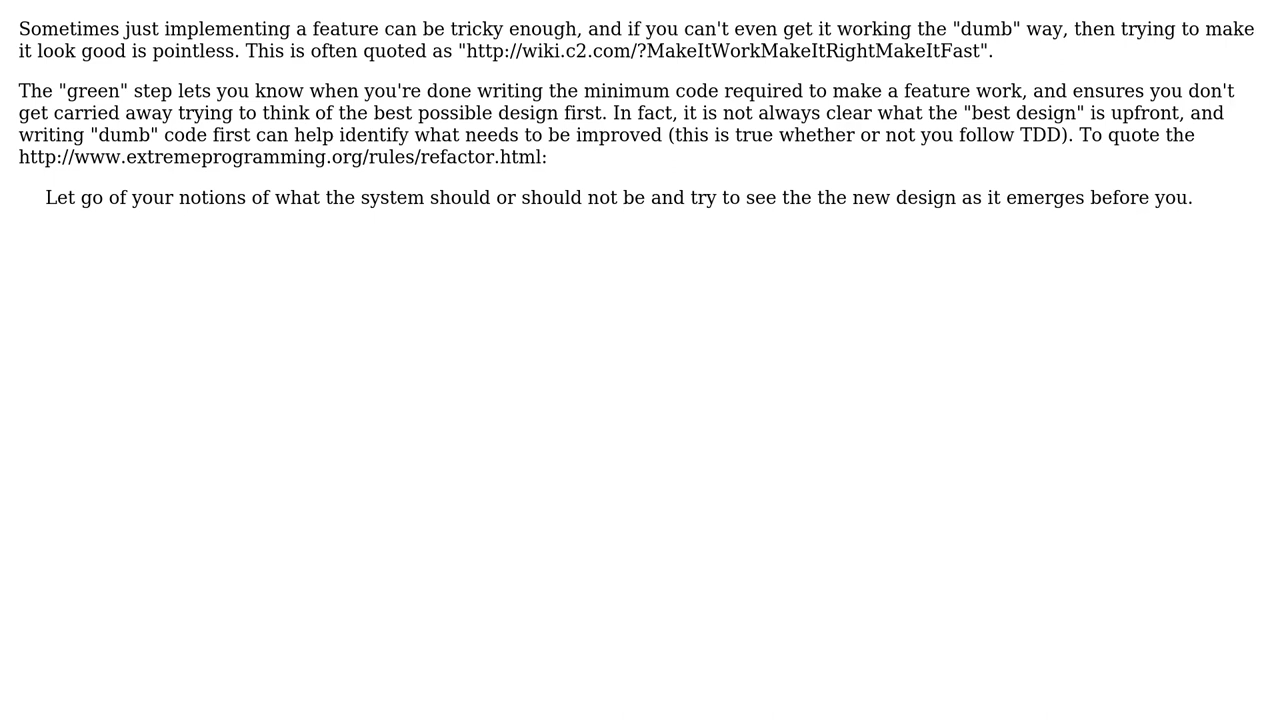 Sometimes just implementing a feature can be tricky enough, and if you can't even get it working the "dumb" way, then trying to make
it look good is pointless. This is often quoted as "http://wiki.c2.com/?MakeItWorkMakeItRightMakeItFast".
The "green" step lets you know when you're done writing the minimum code required to make a feature work, and ensures you don't
get carried away trying to think of the best possible design first. In fact, it is not always clear what the "best design" is upfront, and
writing "dumb" code first can help identify what needs to be improved (this is true whether or not you follow TDD). To quote the
http://www.extremeprogramming.org/rules/refactor.html:
Let go of your notions of what the system should or should not be and try to see the the new design as it emerges before you.